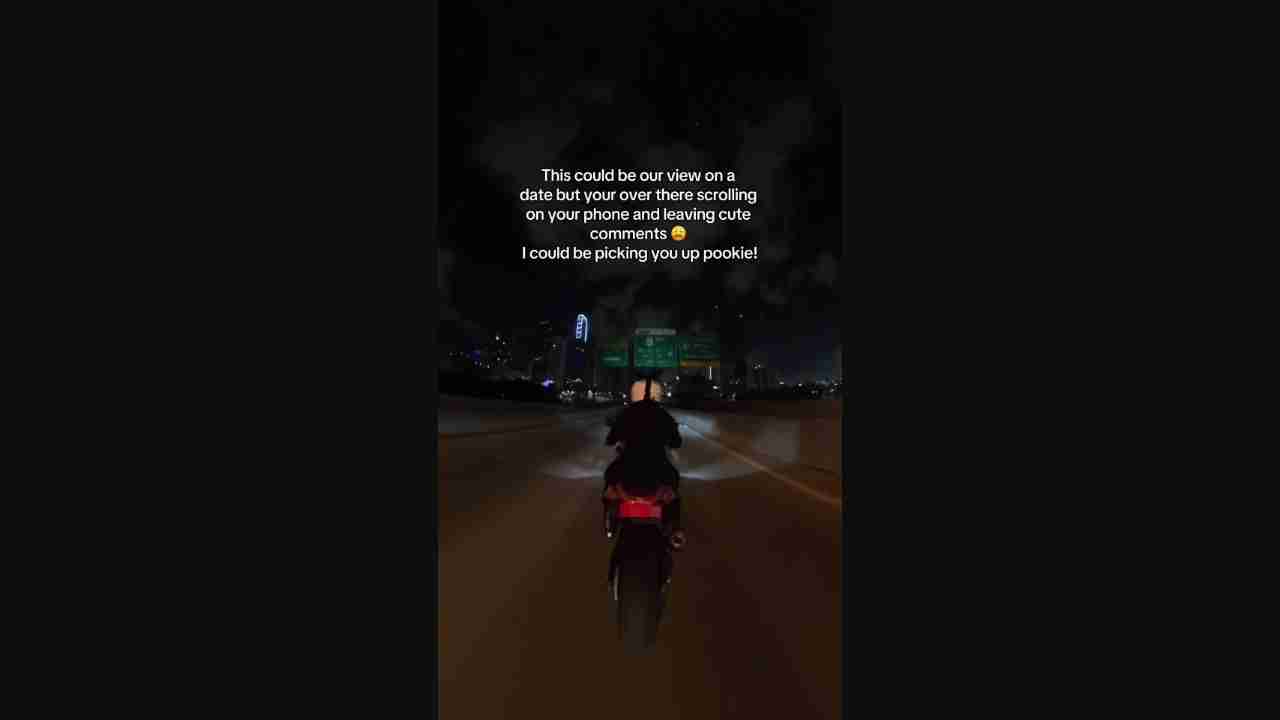 This could be our view on a
date but your over there scrolling
on your phone and leaving cute
comments 😩
I could be picking you up pookie!